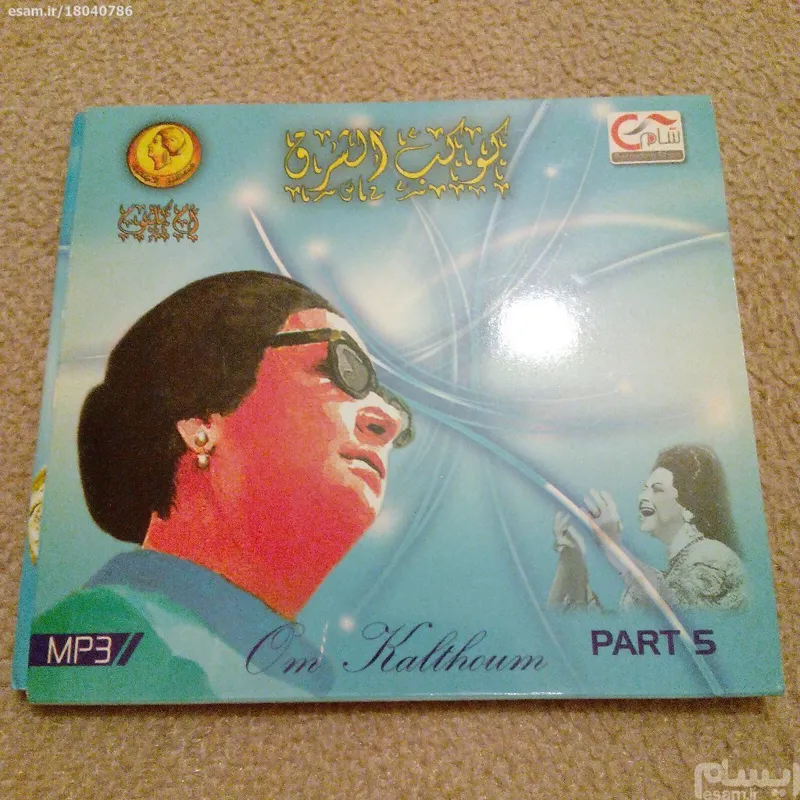 esam.ir/18040786
كوكب الشرق
شام
MP3//
Om Kalthoum
PART 5
ایسام
esam.ir